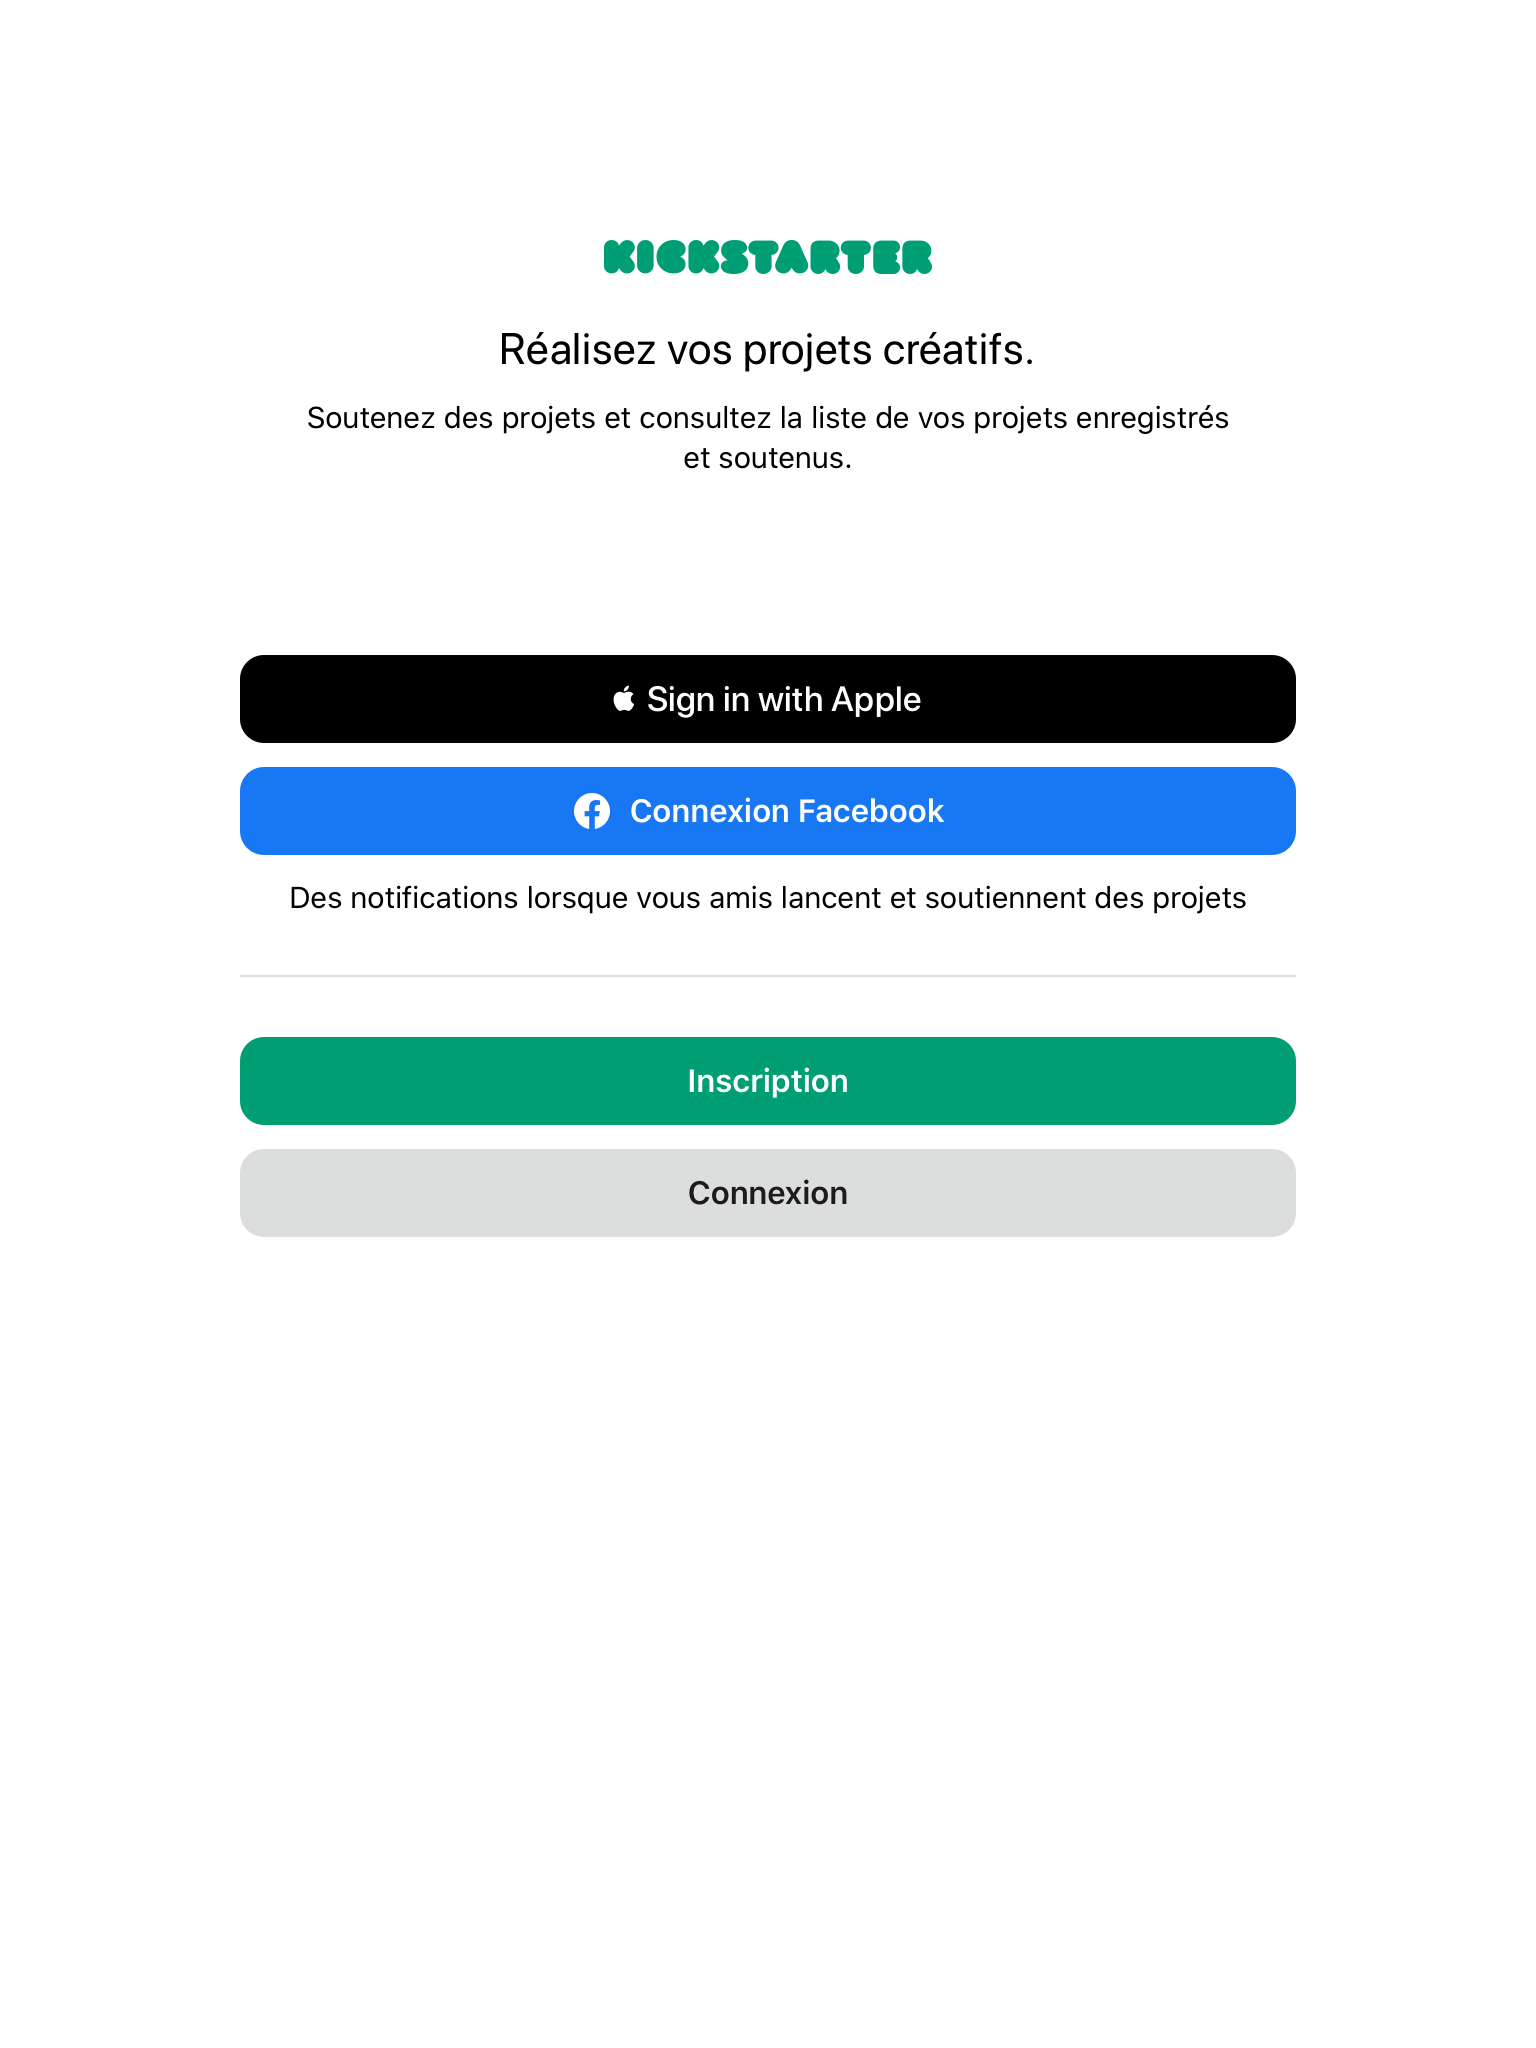 KICKSTARTER
Réalisez vos projets créatifs.
Soutenez des projets et consultez la liste de vos projets enregistrés
et soutenus.
Sign in with Apple
Connexion Facebook
Des notifications lorsque vous amis lancent et soutiennent des projets
Inscription
Connexion